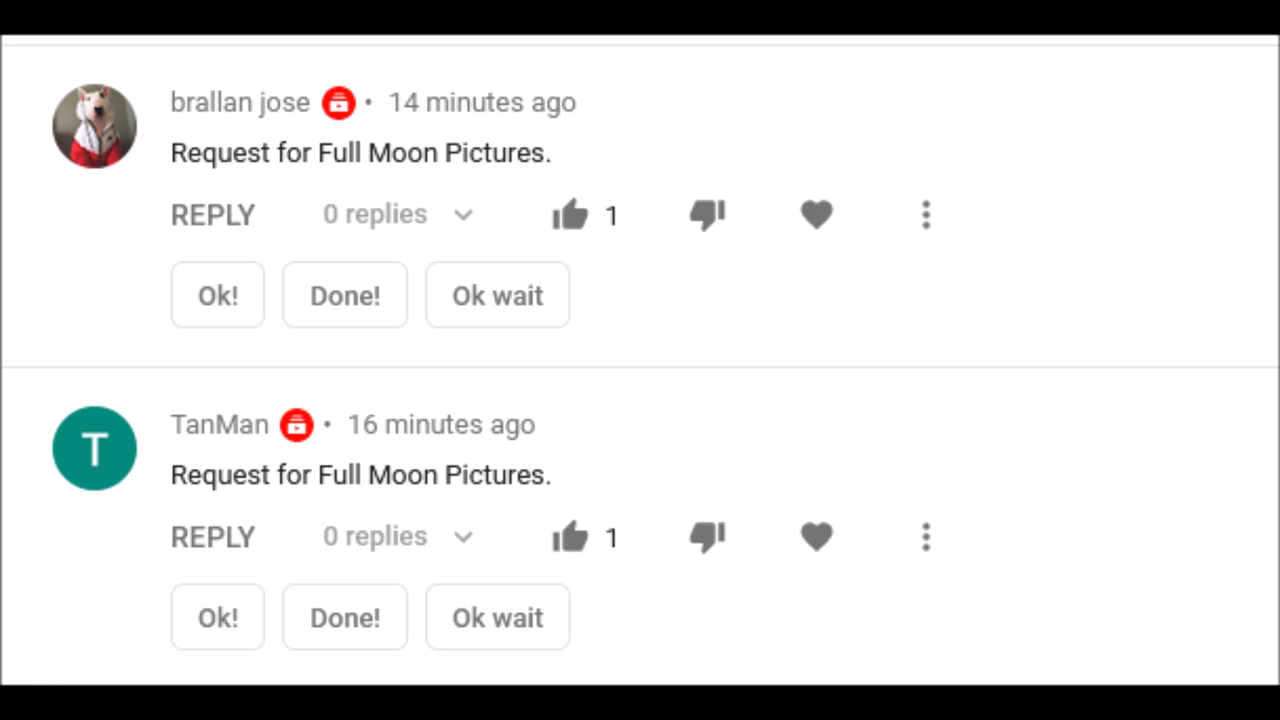 brallan jose • 14 minutes ago
Request for Full Moon Pictures.
REPLY 0 replies 1
Ok! Done! Ok wait
T
TanMan • 16 minutes ago
Request for Full Moon Pictures.
REPLY 0 replies 1
Ok! Done! Ok wait